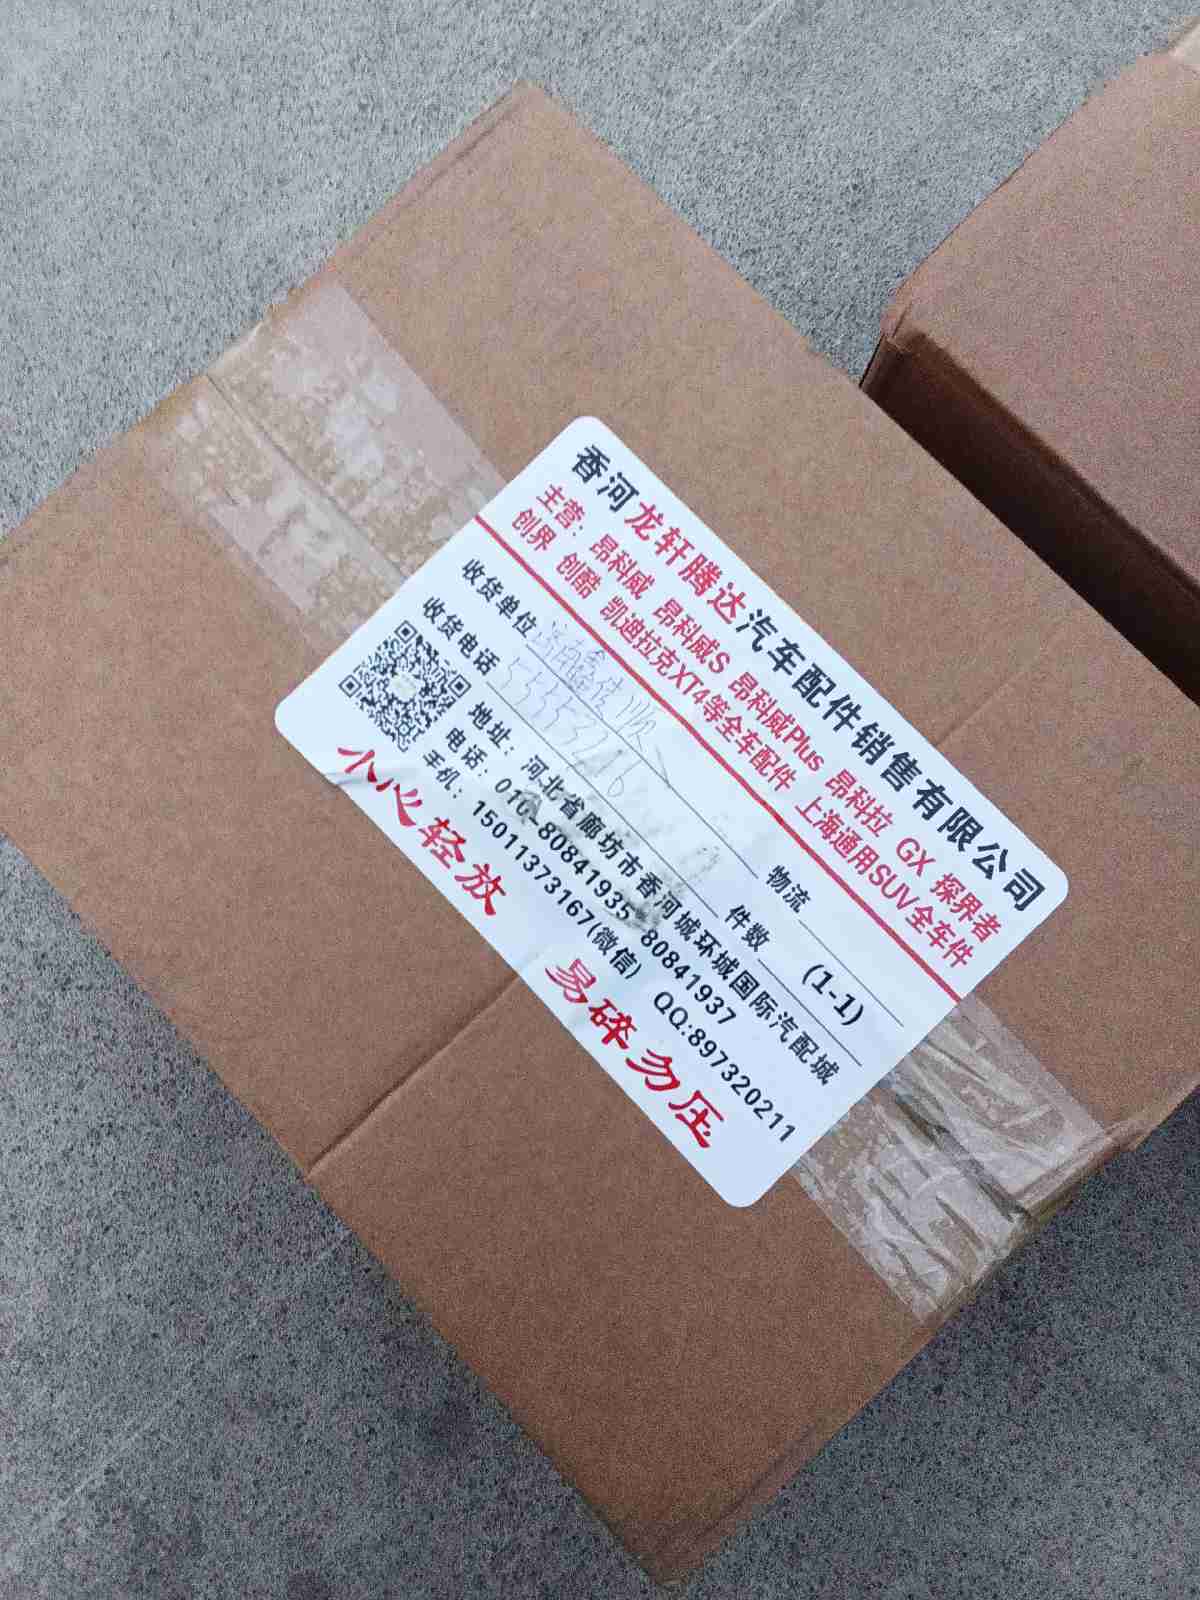 香河龙轩腾达汽车配件销售有限公司
主营：昂科威 昂科威S 昂科威Plus 昂科拉 GX 探界者
创界 创酷 凯迪拉克XT4等全车配件 上海通用SUV全车件
收货单位 物流
收货电话 5555326 件数 (1-1)
地址：河北省廊坊市香河城环城国际汽配城
电话：010-80841935 80841937
手机：15011373167(微信) QQ:897320211
小心轻放 易碎勿压